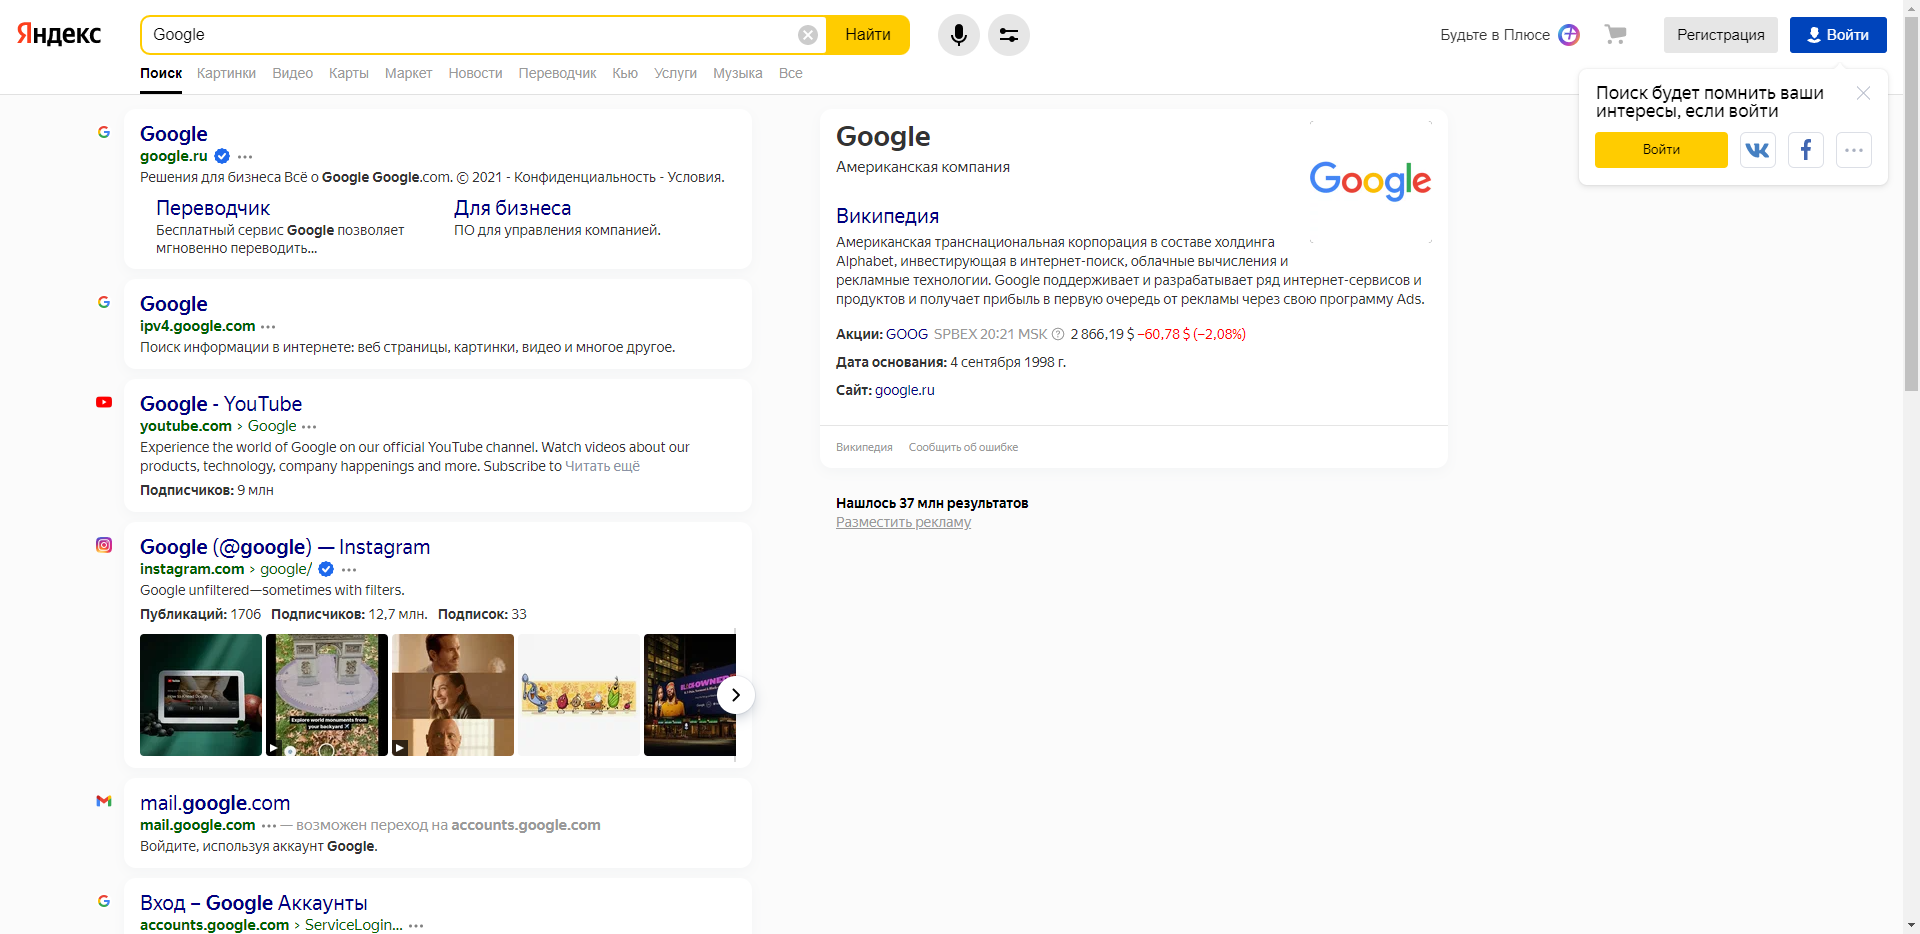 Яндекс
Google
Найти
Будьте в Плюсе
Регистрация
Войти
Поиск Картинки Видео Карты Маркет Новости Переводчик Кью Услуги Музыка Все
Поиск будет помнить ваши
интересы, если войти
Войти
Google
google.ru
Решения для бизнеса Всё о Google Google.com. © 2021 - Конфиденциальность - Условия.
Переводчик
Бесплатный сервис Google позволяет
мгновенно переводить...
Для бизнеса
ПО для управления компанией.
Google
ipv4.google.com
Поиск информации в интернете: веб страницы, картинки, видео и многое другое.
Google - YouTube
youtube.com › Google
Experience the world of Google on our official YouTube channel. Watch videos about our
products, technology, company happenings and more. Subscribe to Читать ещё
Подписчиков: 9 млн
Google (@google) — Instagram
instagram.com › google/
Google unfiltered—sometimes with filters.
Публикаций: 1706 Подписчиков: 12,7 млн. Подписок: 33
Explore world monuments from
your backyard
mail.google.com
mail.google.com — возможен переход на accounts.google.com
Войдите, используя аккаунт Google.
Вход – Google Аккаунты
accounts.google.com › ServiceLogin...
Google
Американская компания
Google
Википедия
Американская транснациональная корпорация в составе холдинга
Alphabet, инвестирующая в интернет-поиск, облачные вычисления и
рекламные технологии. Google поддерживает и разрабатывает ряд интернет-сервисов и
продуктов и получает прибыль в первую очередь от рекламы через свою программу Ads.
Акции: GOOG SPBEX 20:21 MSK 2 866,19 $ −60,78 $ (−2,08%)
Дата основания: 4 сентября 1998 г.
Сайт: google.ru
Википедия Сообщить об ошибке
Нашлось 37 млн результатов
Разместить рекламу